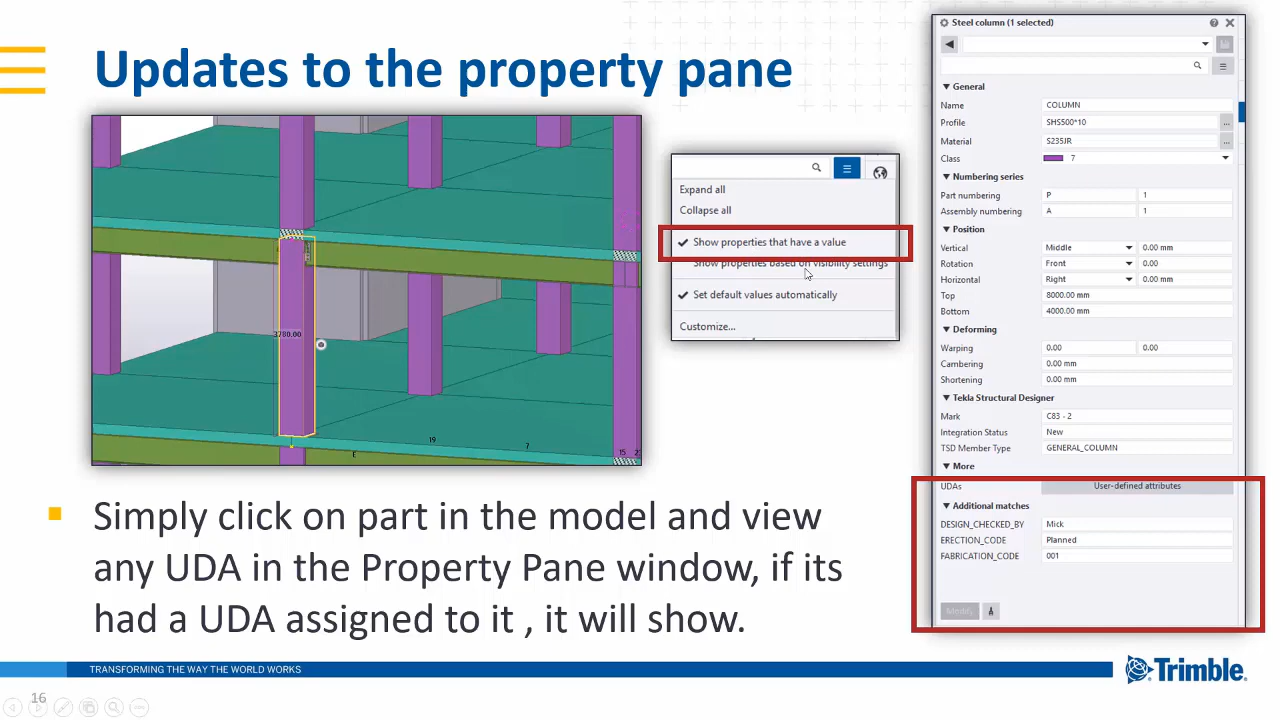 Updates to the property pane
3780.00
E
19
7
15
Expand all
Collapse all
Show properties that have a value
Show properties based on visibility settings
Set default values automatically
Customize...
Steel column (1 selected)
General
Name COLUMN
Profile SHS500*10 ...
Material S235JR ...
Class 7
Numbering series
Part numbering P 1
Assembly numbering A 1
Position
Vertical Middle 0.00 mm
Rotation Front 0.00
Horizontal Right 0.00 mm
Top 8000.00 mm
Bottom 4000.00 mm
Deforming
Warping 0.00 0.00
Cambering 0.00 mm
Shortening 0.00 mm
Tekla Structural Designer
Mark C83 - 2
Integration Status New
TSD Member Type GENERAL_COLUMN
More
UDAs User-defined attributes
Additional matches
DESIGN_CHECKED_BY Mick
ERECTION_CODE Planned
FABRICATION_CODE 001
Modify
Simply click on part in the model and view
any UDA in the Property Pane window, if its
had a UDA assigned to it , it will show.
TRANSFORMING THE WAY THE WORLD WORKS
Trimble.
16